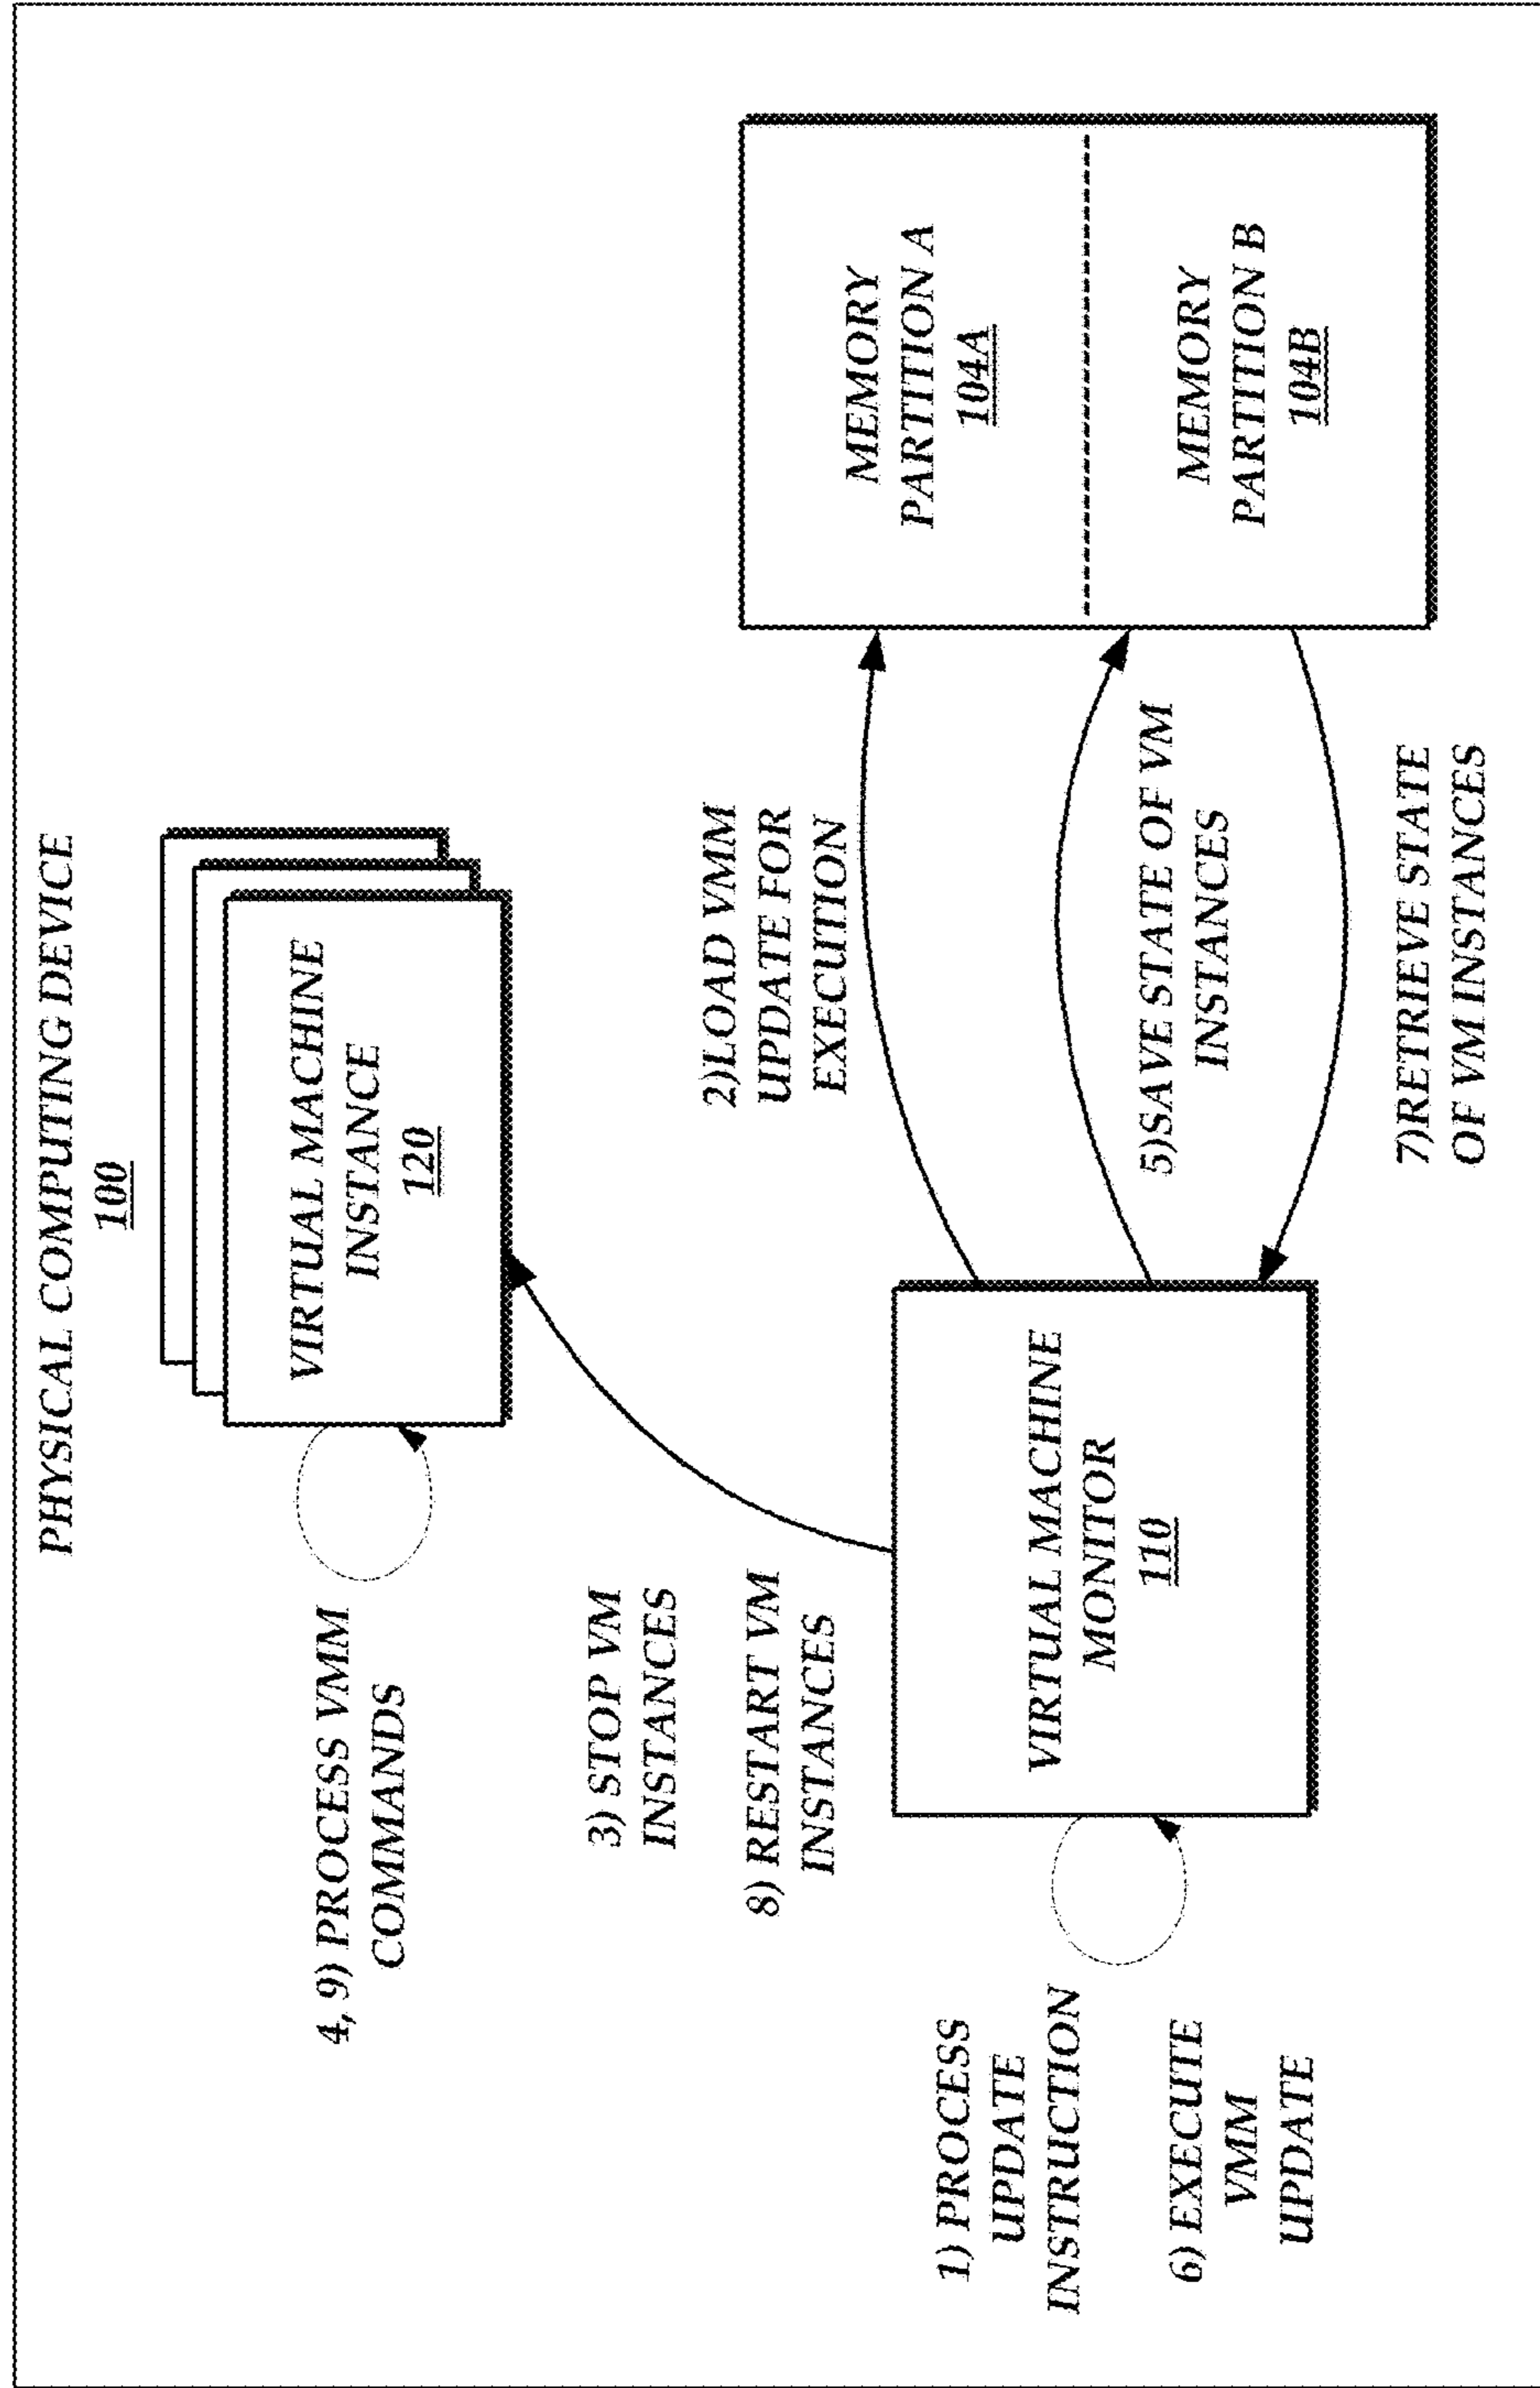 PHYSICAL COMPUTING DEVICE
100
4, 9) PROCESS VMM
COMMANDS
VIRTUAL MACHINE
INSTANCE
120
3) STOP VM
INSTANCES
8) RESTART VM
INSTANCES
2)LOAD VMM
UPDATE FOR
EXECUTION
MEMORY
PARTITION A
104A
1) PROCESS
UPDATE
INSTRUCTION
6) EXECUTE
VMM
UPDATE
VIRTUAL MACHINE
MONITOR
110
5)SAVE STATE OF VM
INSTANCES
MEMORY
PARTITION B
104B
7)RETRIEVE STATE
OF VM INSTANCES